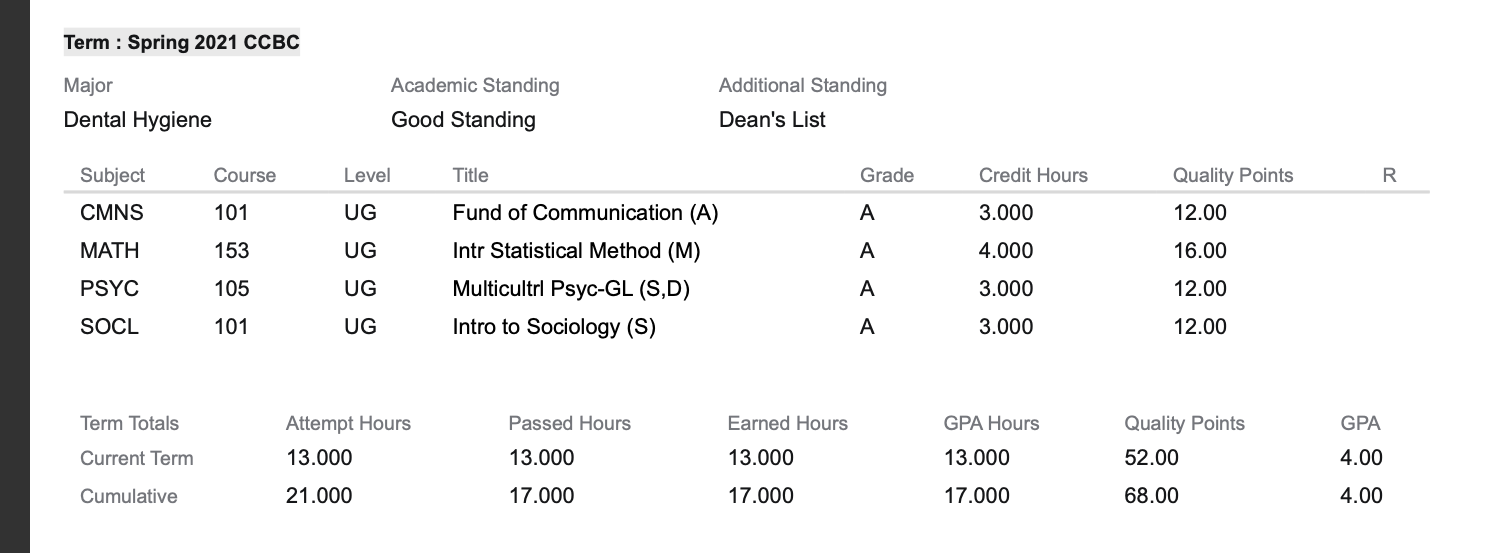 Term : Spring 2021 CCBC
Major Academic Standing Additional Standing
Dental Hygiene Good Standing Dean's List
Subject Course Level Title Grade Credit Hours Quality Points R
CMNS 101 UG Fund of Communication (A) A 3.000 12.00
MATH 153 UG Intr Statistical Method (M) A 4.000 16.00
PSYC 105 UG Multicultrl Psyc-GL (S,D) A 3.000 12.00
SOCL 101 UG Intro to Sociology (S) A 3.000 12.00
Term Totals Attempt Hours Passed Hours Earned Hours GPA Hours Quality Points GPA
Current Term 13.000 13.000 13.000 13.000 52.00 4.00
Cumulative 21.000 17.000 17.000 17.000 68.00 4.00